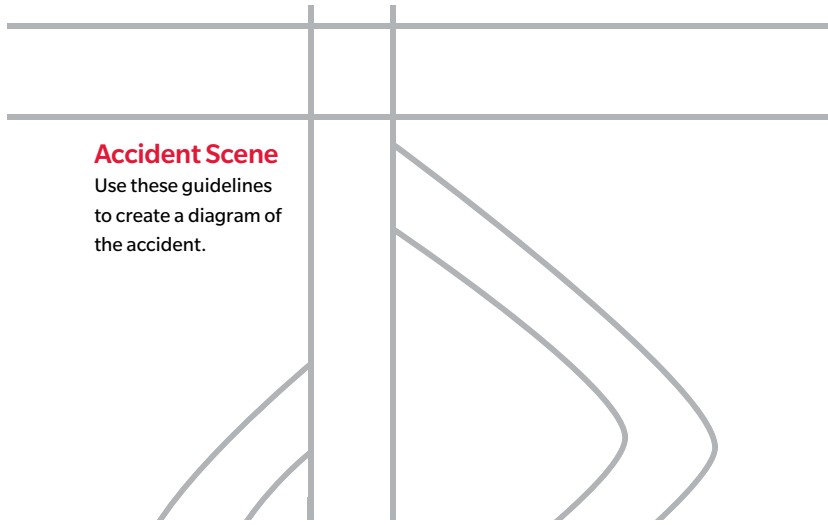 Accident Scene
Use these guidelines
to create a diagram of
the accident.